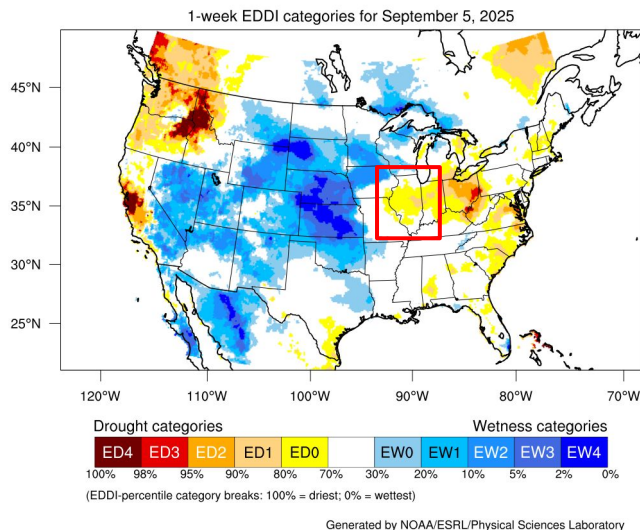 1-week EDDI categories for September 5, 2025
45°N
40°N
35°N
30°N
25°N
120°W 110°W 100°W 90°W 80°W 70°W
Drought categories Wetness categories
ED4 ED3 ED2 ED1 ED0 EW0 EW1 EW2 EW3 EW4
100% 98% 95% 90% 80% 70% 30% 20% 10% 5% 2% 0%
(EDDI-percentile category breaks: 100% = driest; 0% = wettest)
Generated by NOAA/ESRL/Physical Sciences Laboratory